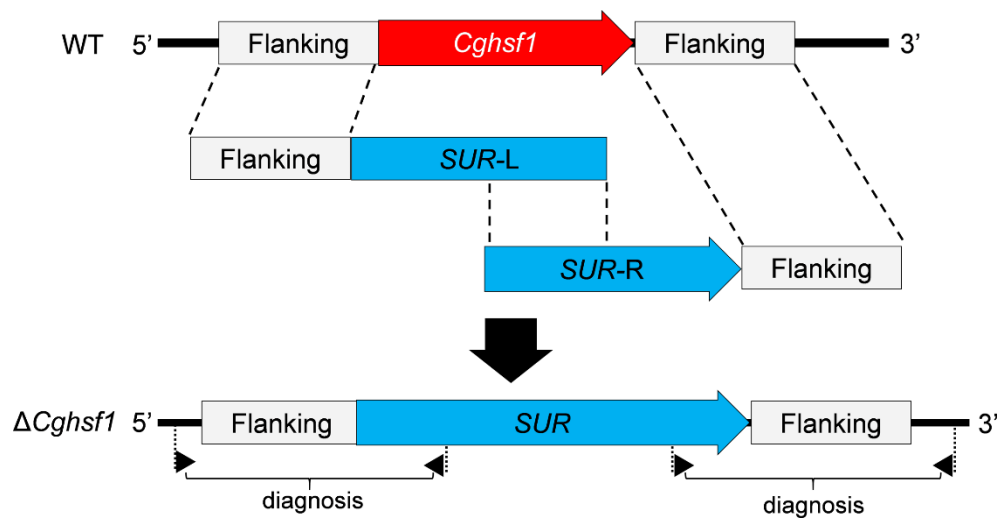 WT 5’ Flanking Cghsf1 Flanking 3’
Flanking SUR-L
SUR-R Flanking
ΔCghsf1 5’ Flanking SUR Flanking 3’
diagnosis diagnosis